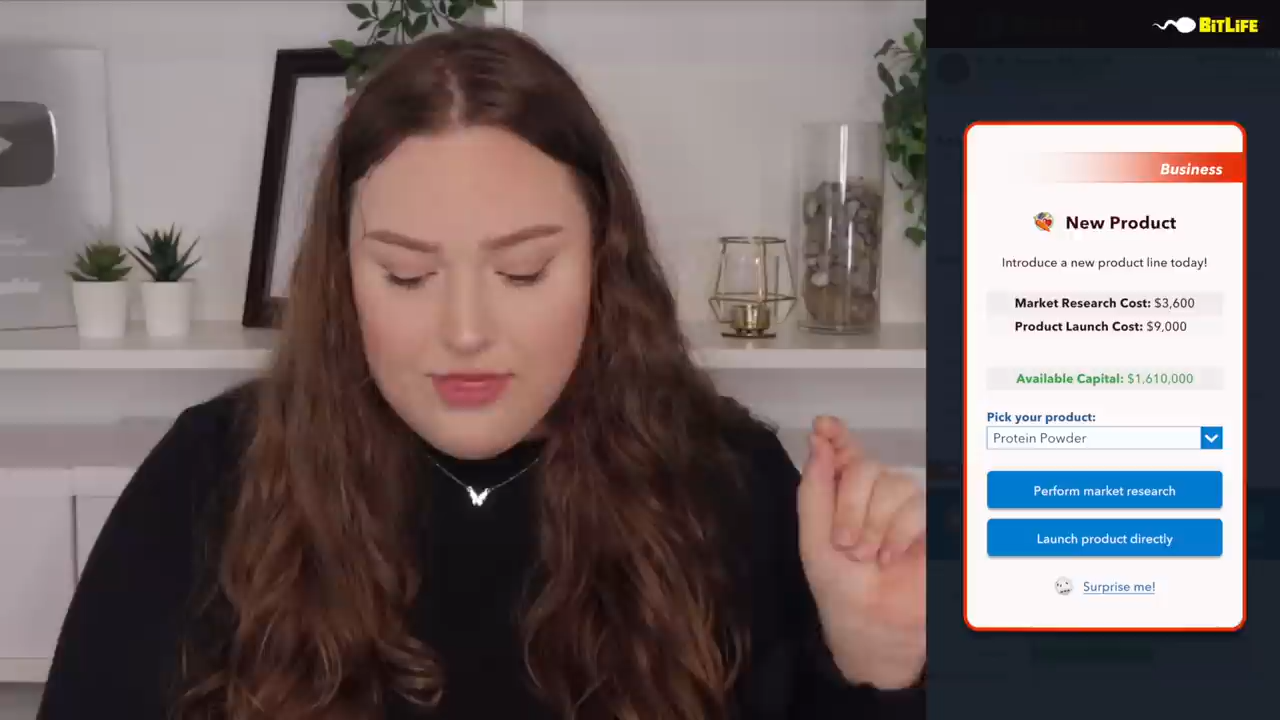 BITLIFE
Business
New Product
Introduce a new product line today!
Market Research Cost: $3,600
Product Launch Cost: $9,000
Available Capital: $1,610,000
Pick your product:
Protein Powder
Perform market research
Launch product directly
Surprise me!